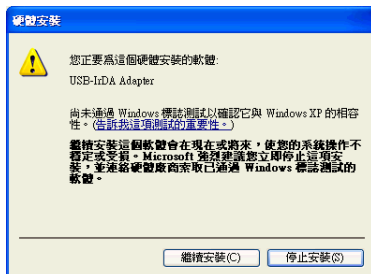 硬體安裝
您正要為這個硬體安裝的軟體:
USB-IrDA Adapter
尚未通過 Windows 標誌測試以確認它與 Windows XP 的相容
性。(告訴我這項測試的重要性。)
繼續安裝這個軟體會在現在或將來，使您的系統操作不
穩定或受損。Microsoft 強烈建議您立即停止這項安
裝，並連絡硬體廠商索取已通過 Windows 標誌測試的
軟體。
繼續安裝(C)
停止安裝(S)